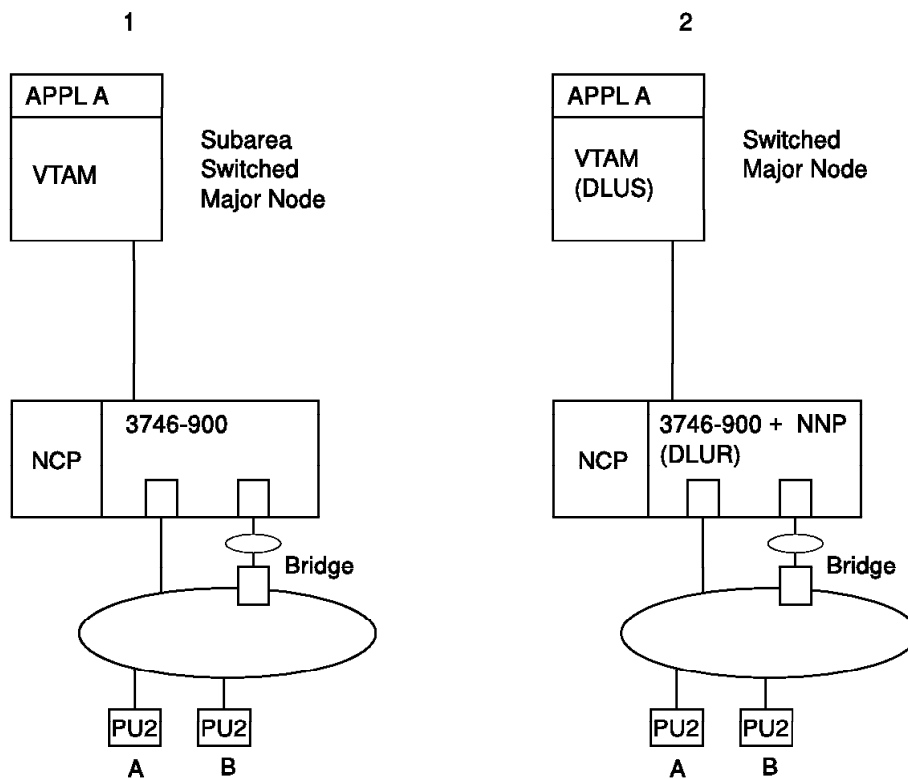 1
APPL A
VTAM
Subarea
Switched
Major Node
NCP
3746-900
Bridge
PU2
PU2
A
B
2
APPL A
VTAM
(DLUS)
Switched
Major Node
NCP
3746-900 + NNP
(DLUR)
Bridge
PU2
PU2
A
B